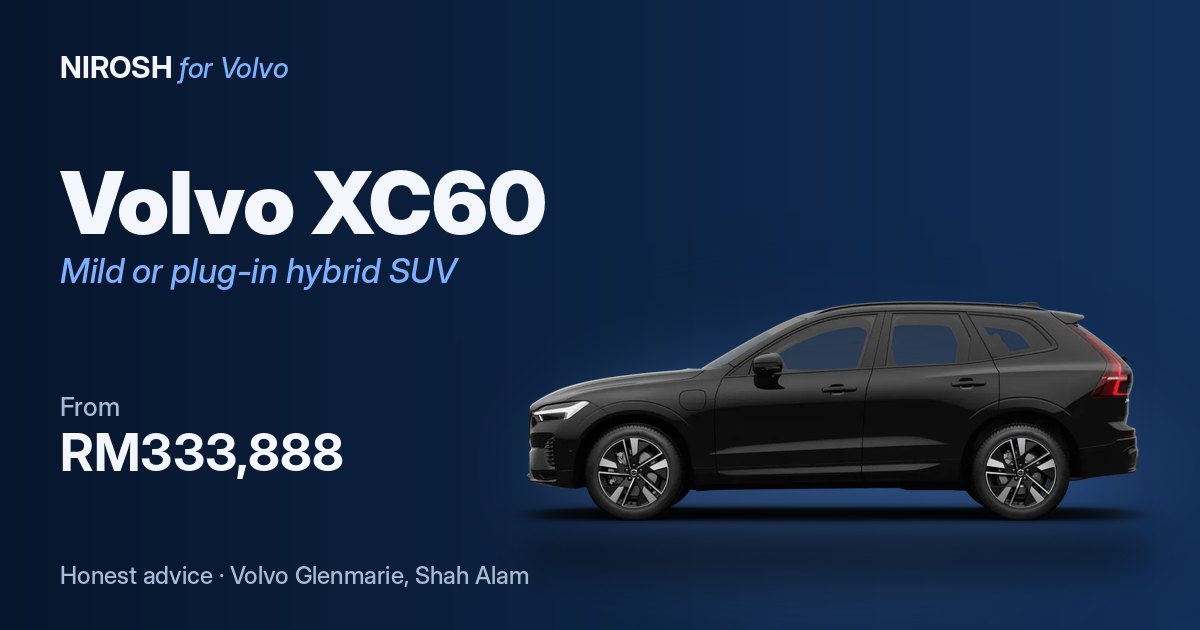 NIROSH for Volvo
Volvo XC60
Mild or plug-in hybrid SUV
From
RM333,888
Honest advice · Volvo Glenmarie, Shah Alam